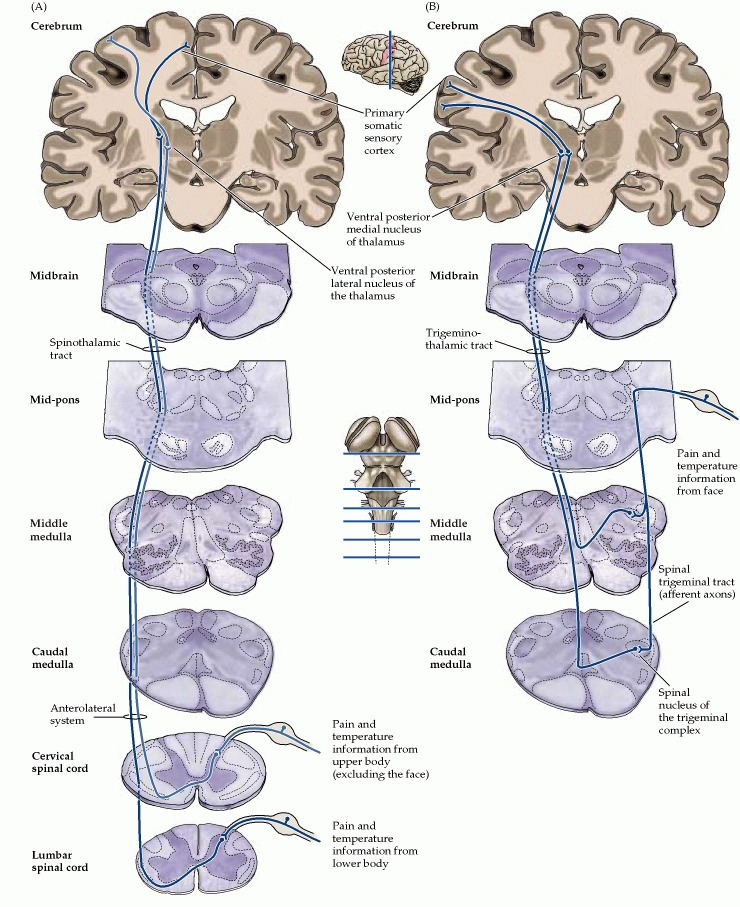 (A)
Cerebrum
(B)
Cerebrum
Primary
somatic
sensory
cortex
Ventral posterior
medial nucleus
of thalamus
Ventral posterior
lateral nucleus of
the thalamus
Midbrain
Midbrain
Spinothalamic
tract
Trigemino-
thalamic tract
Mid-pons
Mid-pons
Pain and
temperature
information
from face
Middle
medulla
Middle
medulla
Spinal
trigeminal tract
(afferent axons)
Caudal
medulla
Caudal
medulla
Spinal
nucleus of
the trigeminal
complex
Anterolateral
system
Cervical
spinal cord
Pain and
temperature
information from
upper body
(excluding the face)
Lumbar
spinal cord
Pain and
temperature
information from
lower body